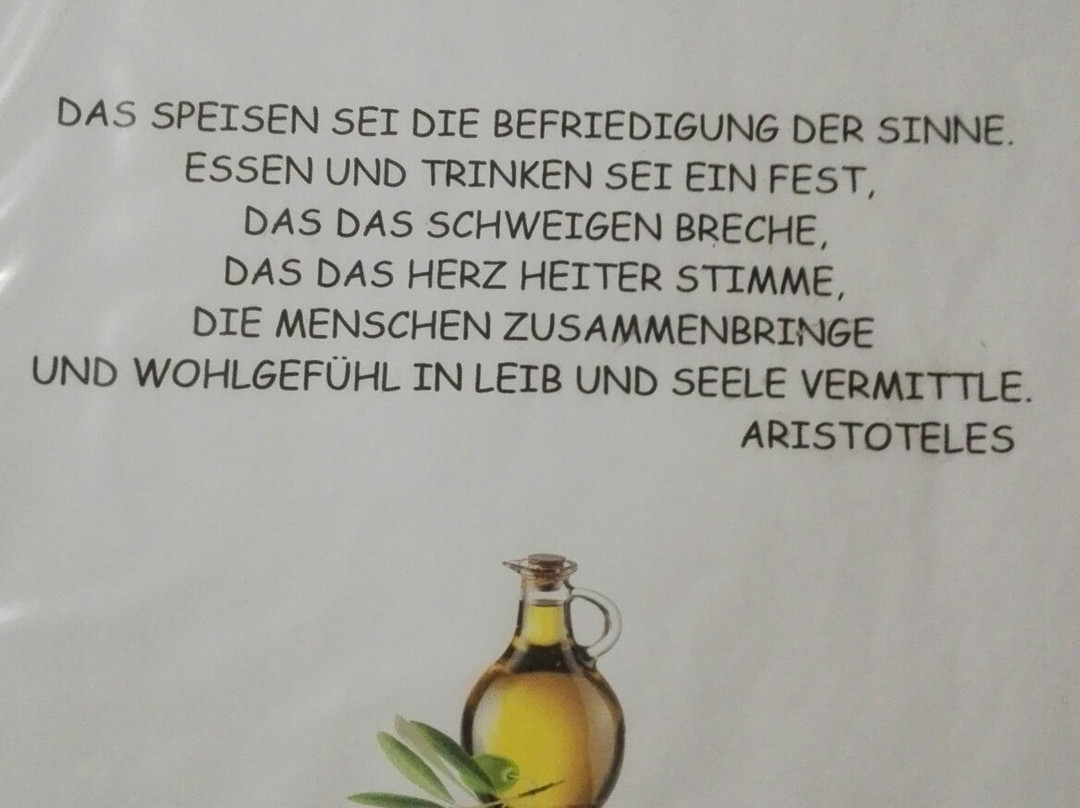 DAS SPEISEN SEI DIE BEFRIEDIGUNG DER SINNE.
ESSEN UND TRINKEN SEI EIN FEST,
DAS DAS SCHWEIGEN BRECHE,
DAS DAS HERZ HEITER STIMME,
DIE MENSCHEN ZUSAMMENBRINGE
UND WOHLGEFÜHL IN LEIB UND SEELE VERMITTLE.
ARISTOTELES